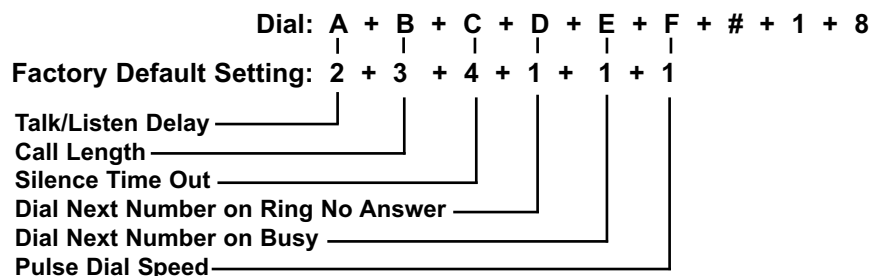 Dial: A + B + C + D + E + F + # + 1 + 8
Factory Default Setting: 2 + 3 + 4 + 1 + 1 + 1
Talk/Listen Delay
Call Length
Silence Time Out
Dial Next Number on Ring No Answer
Dial Next Number on Busy
Pulse Dial Speed